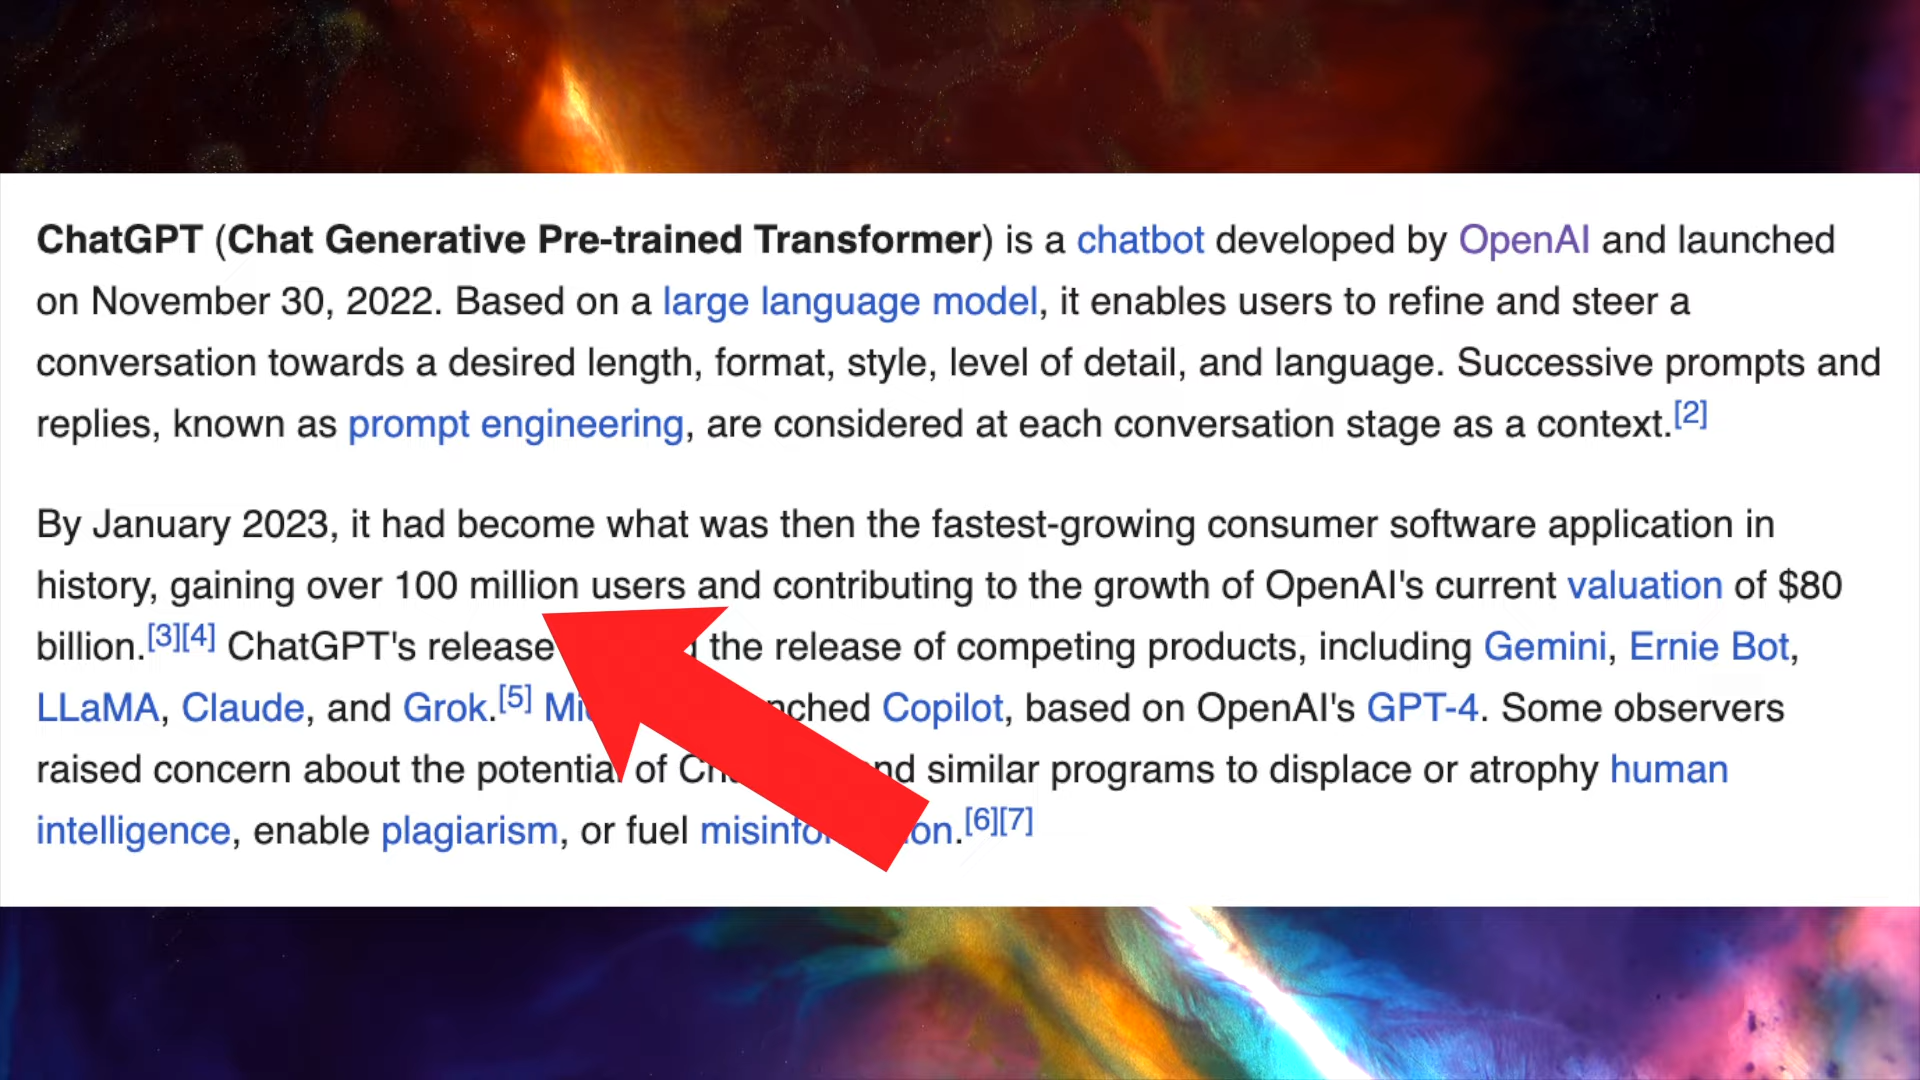 ChatGPT (Chat Generative Pre-trained Transformer) is a chatbot developed by OpenAI and launched
on November 30, 2022. Based on a large language model, it enables users to refine and steer a
conversation towards a desired length, format, style, level of detail, and language. Successive prompts and
replies, known as prompt engineering, are considered at each conversation stage as a context.[2]
By January 2023, it had become what was then the fastest-growing consumer software application in
history, gaining over 100 million users and contributing to the growth of OpenAI's current valuation of $80
billion.[3][4] ChatGPT's release the release of competing products, including Gemini, Ernie Bot,
LLaMA, Claude, and Grok.[5] Copilot, based on OpenAI's GPT-4. Some observers
raised concern about the potential of similar programs to displace or atrophy human
intelligence, enable plagiarism, or fuel [6][7]